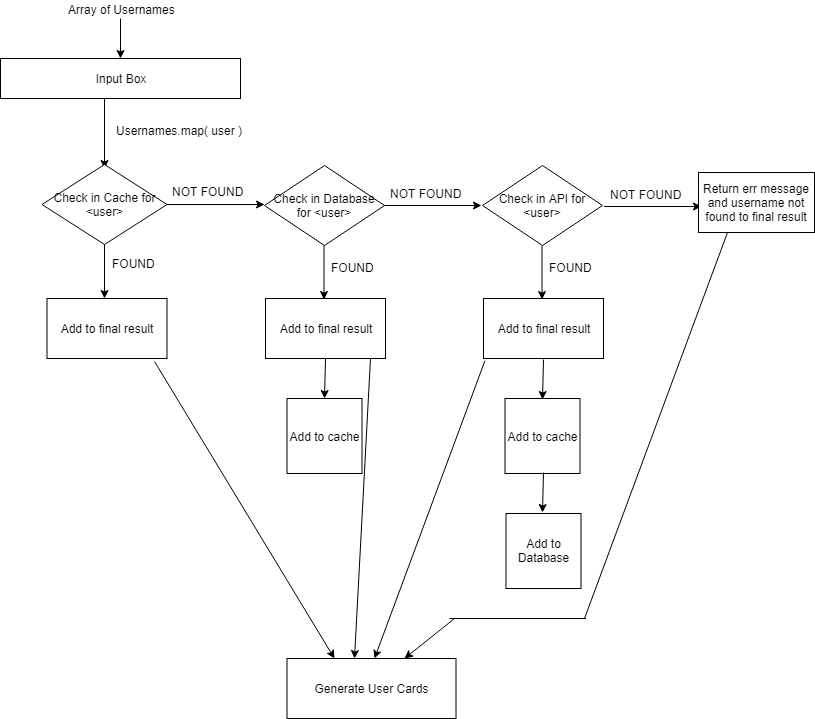 Array of Usernames
Input Box
Usernames.map( user )
Check in Cache for
<user>
NOT FOUND
Check in Database
for <user>
NOT FOUND
Check in API for
<user>
NOT FOUND
Return err message
and username not
found to final result
FOUND
FOUND
FOUND
Add to final result
Add to final result
Add to final result
Add to cache
Add to cache
Add to
Database
Generate User Cards